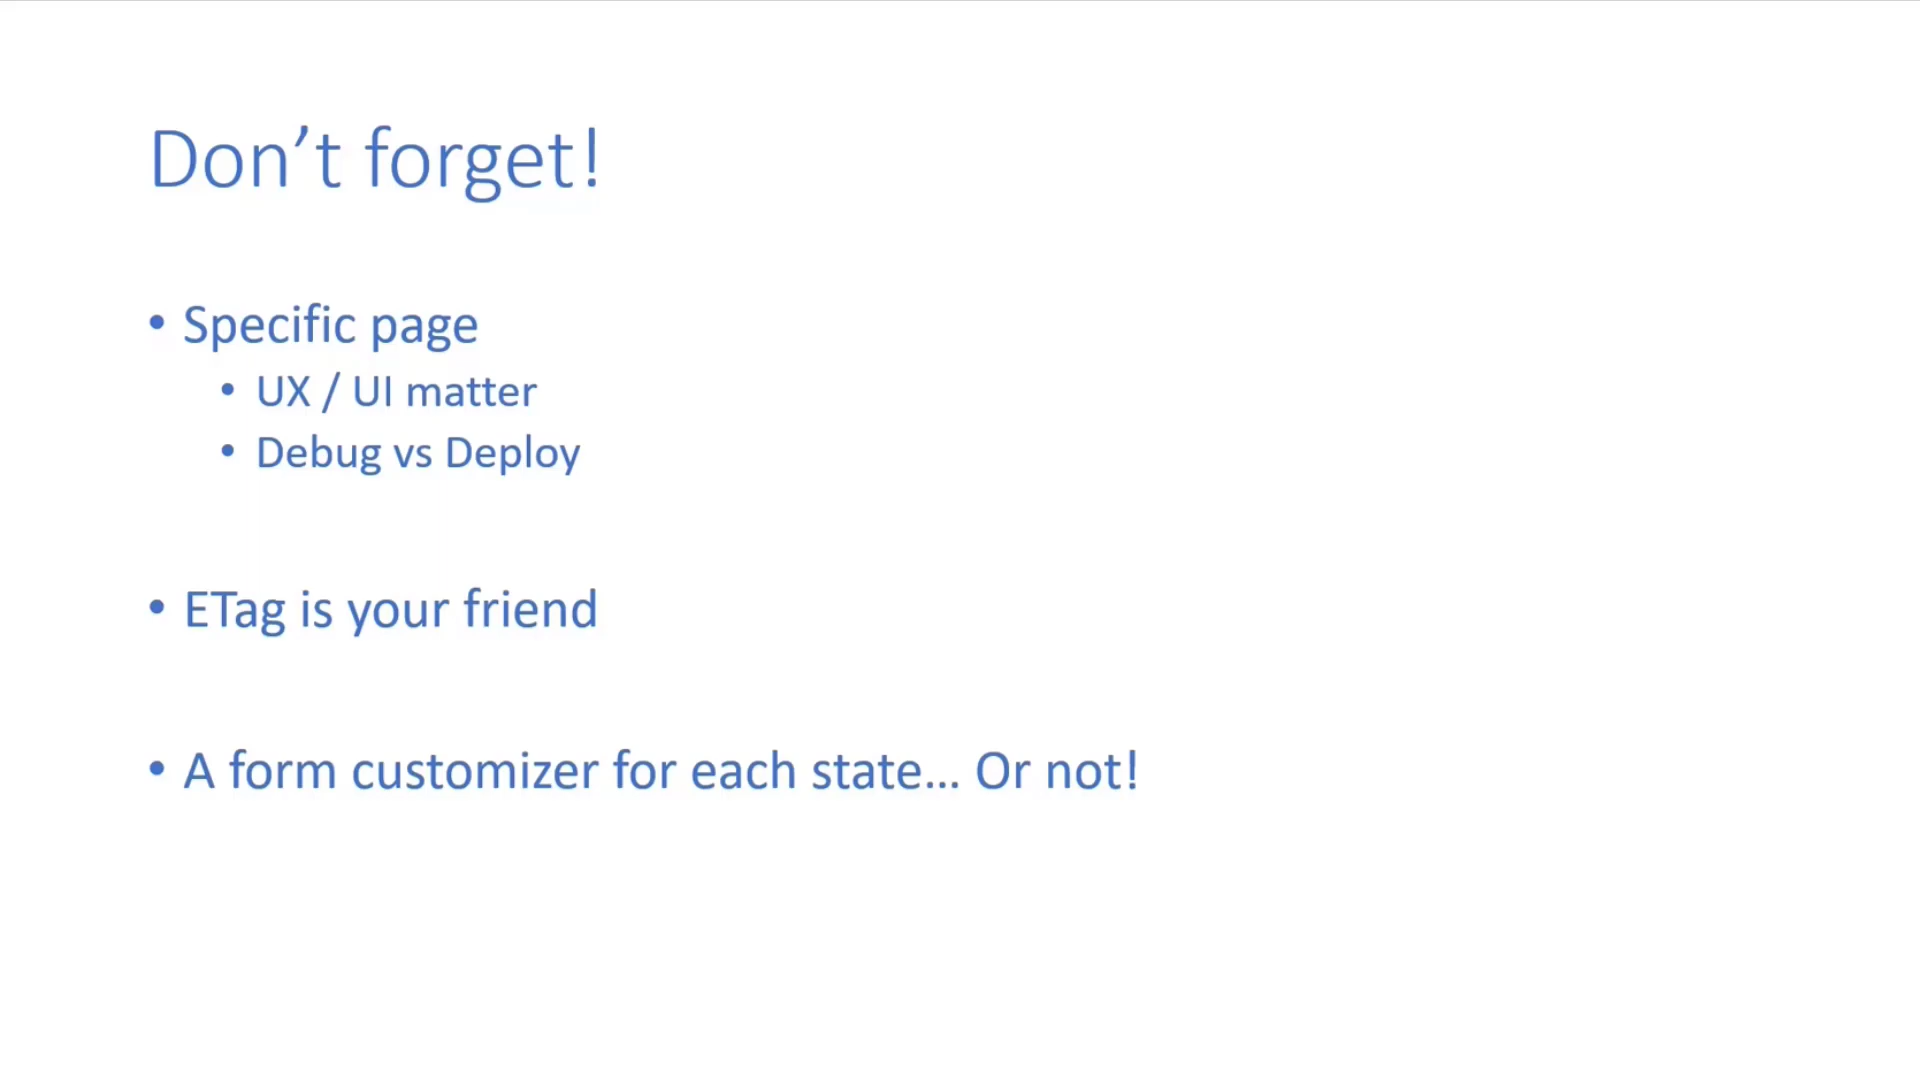 Don’t forget!
• Specific page
• UX / UI matter
• Debug vs Deploy
• ETag is your friend
• A form customizer for each state... Or not!